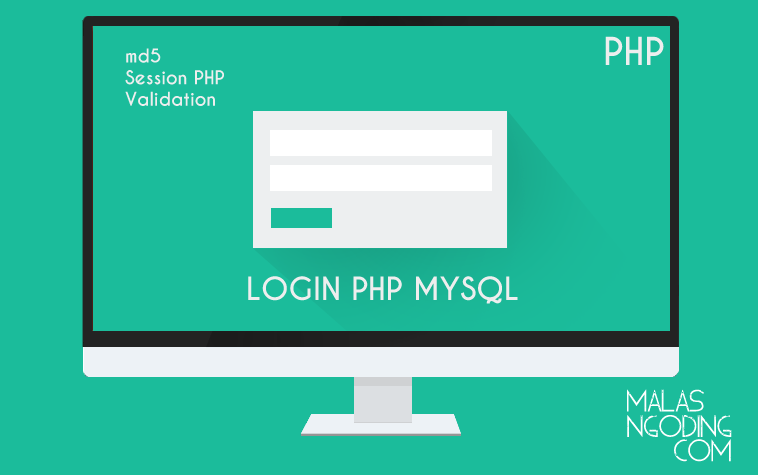 md5
Session PHP
Validation
PHP
LOGIN PHP MYSQL
MALAS
NGODING
COM